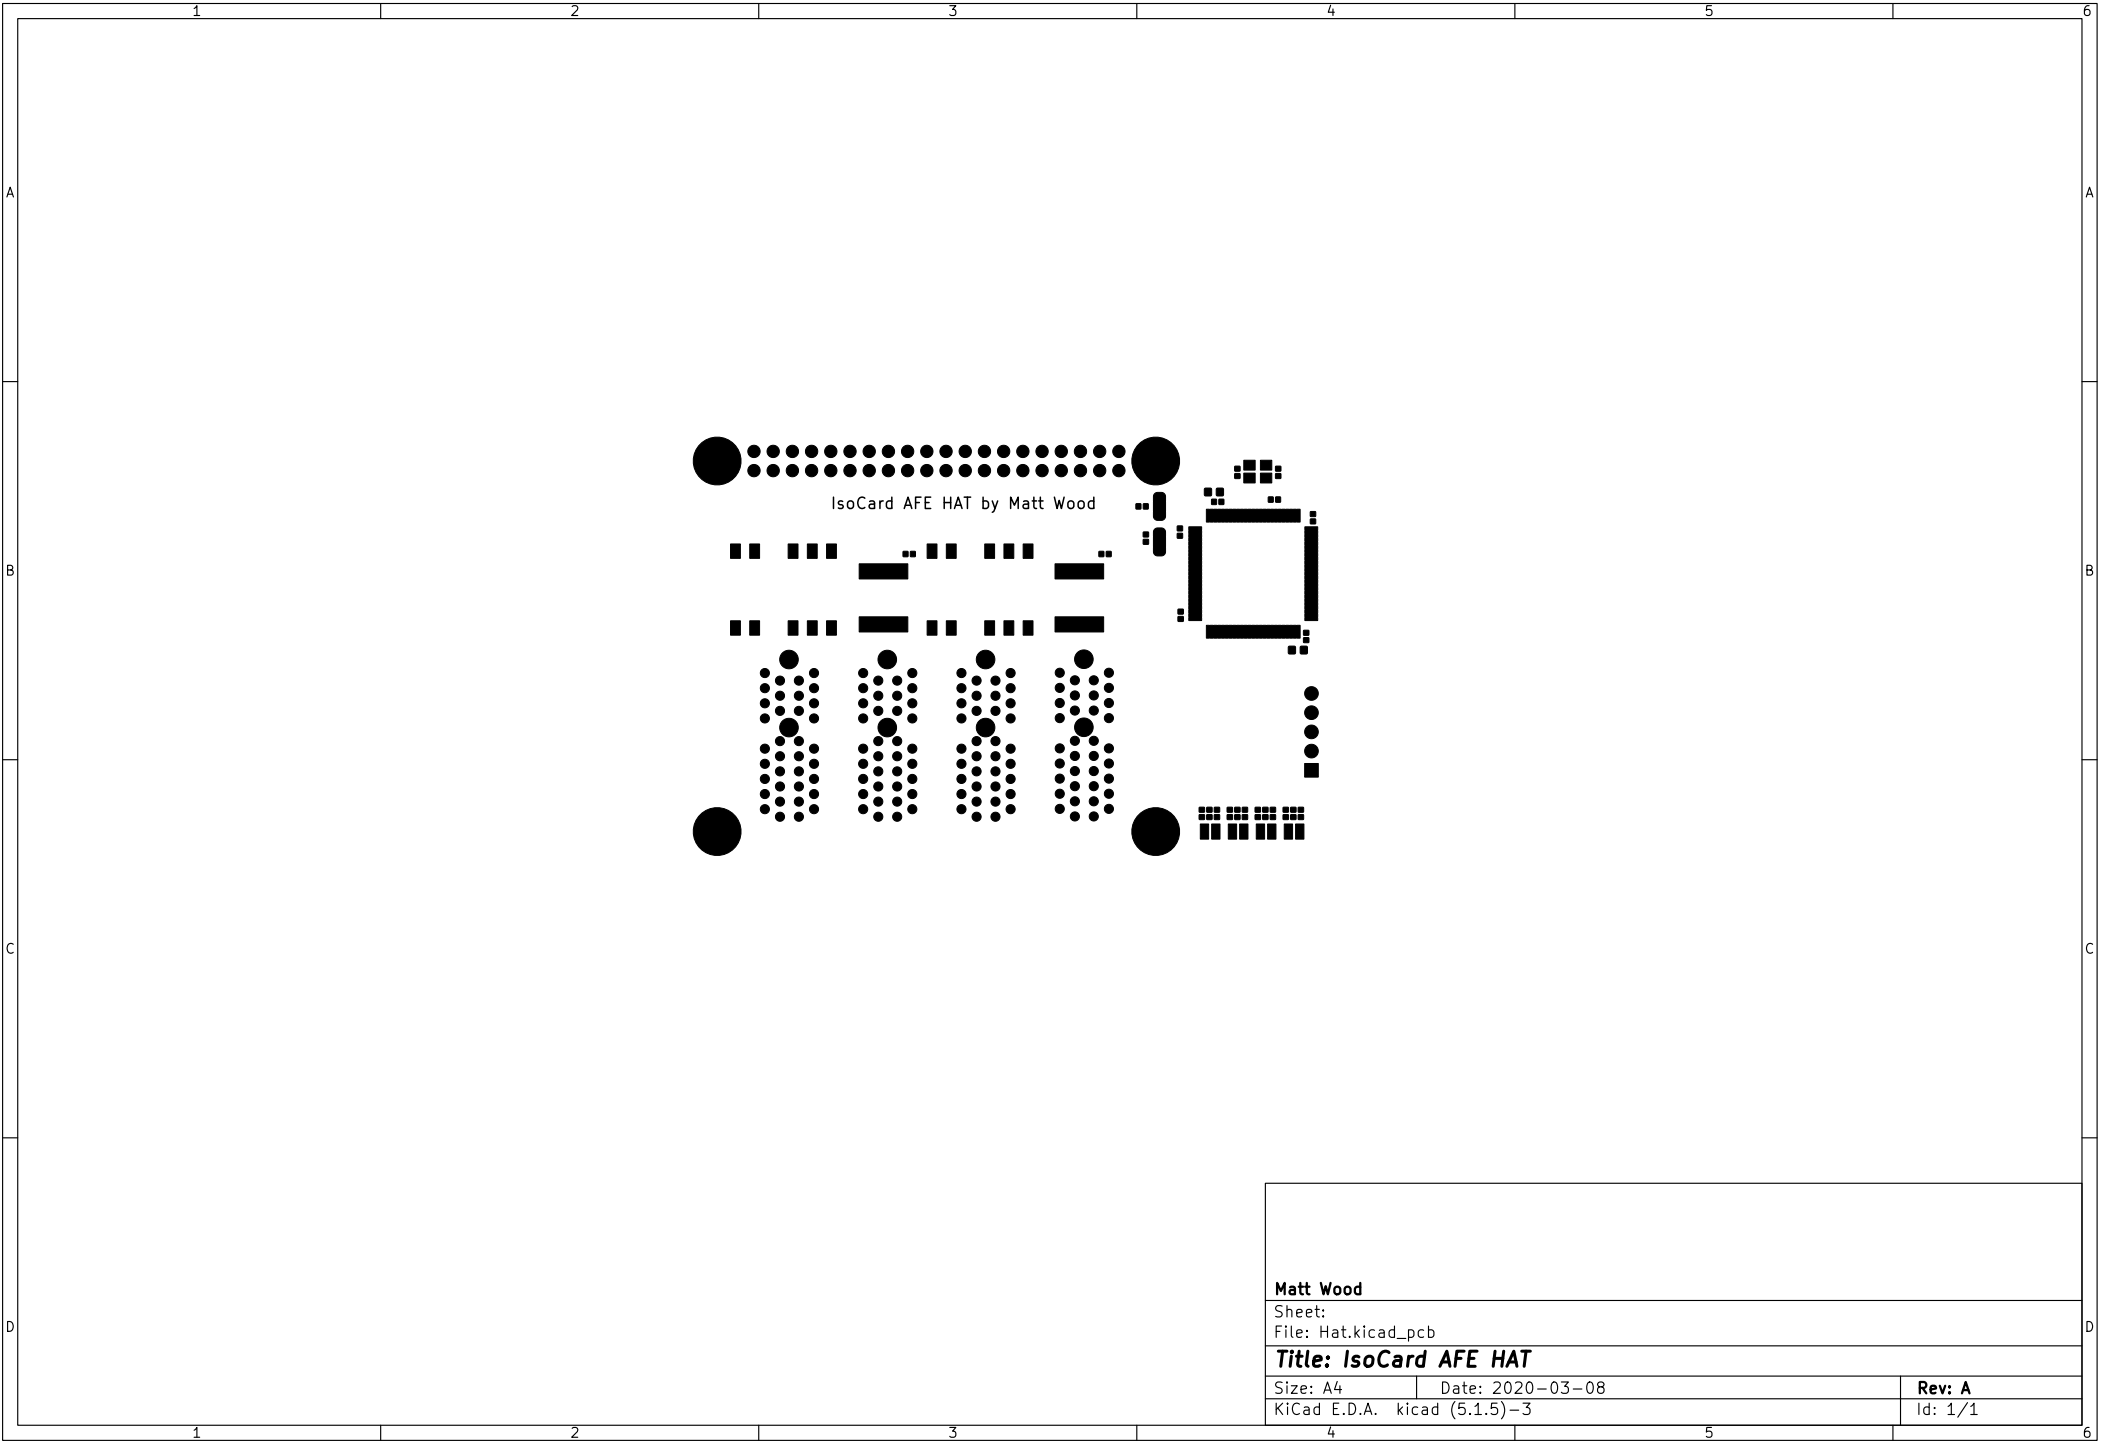 1 2 3 4 5 6
A A
IsoCard AFE HAT by Matt Wood
B B
C C
Matt Wood
Sheet:
File: Hat.kicad_pcb
D D
Title: IsoCard AFE HAT
Size: A4 Date: 2020-03-08 Rev: A
KiCad E.D.A. kicad (5.1.5)-3 Id: 1/1
1 2 3 4 5 6